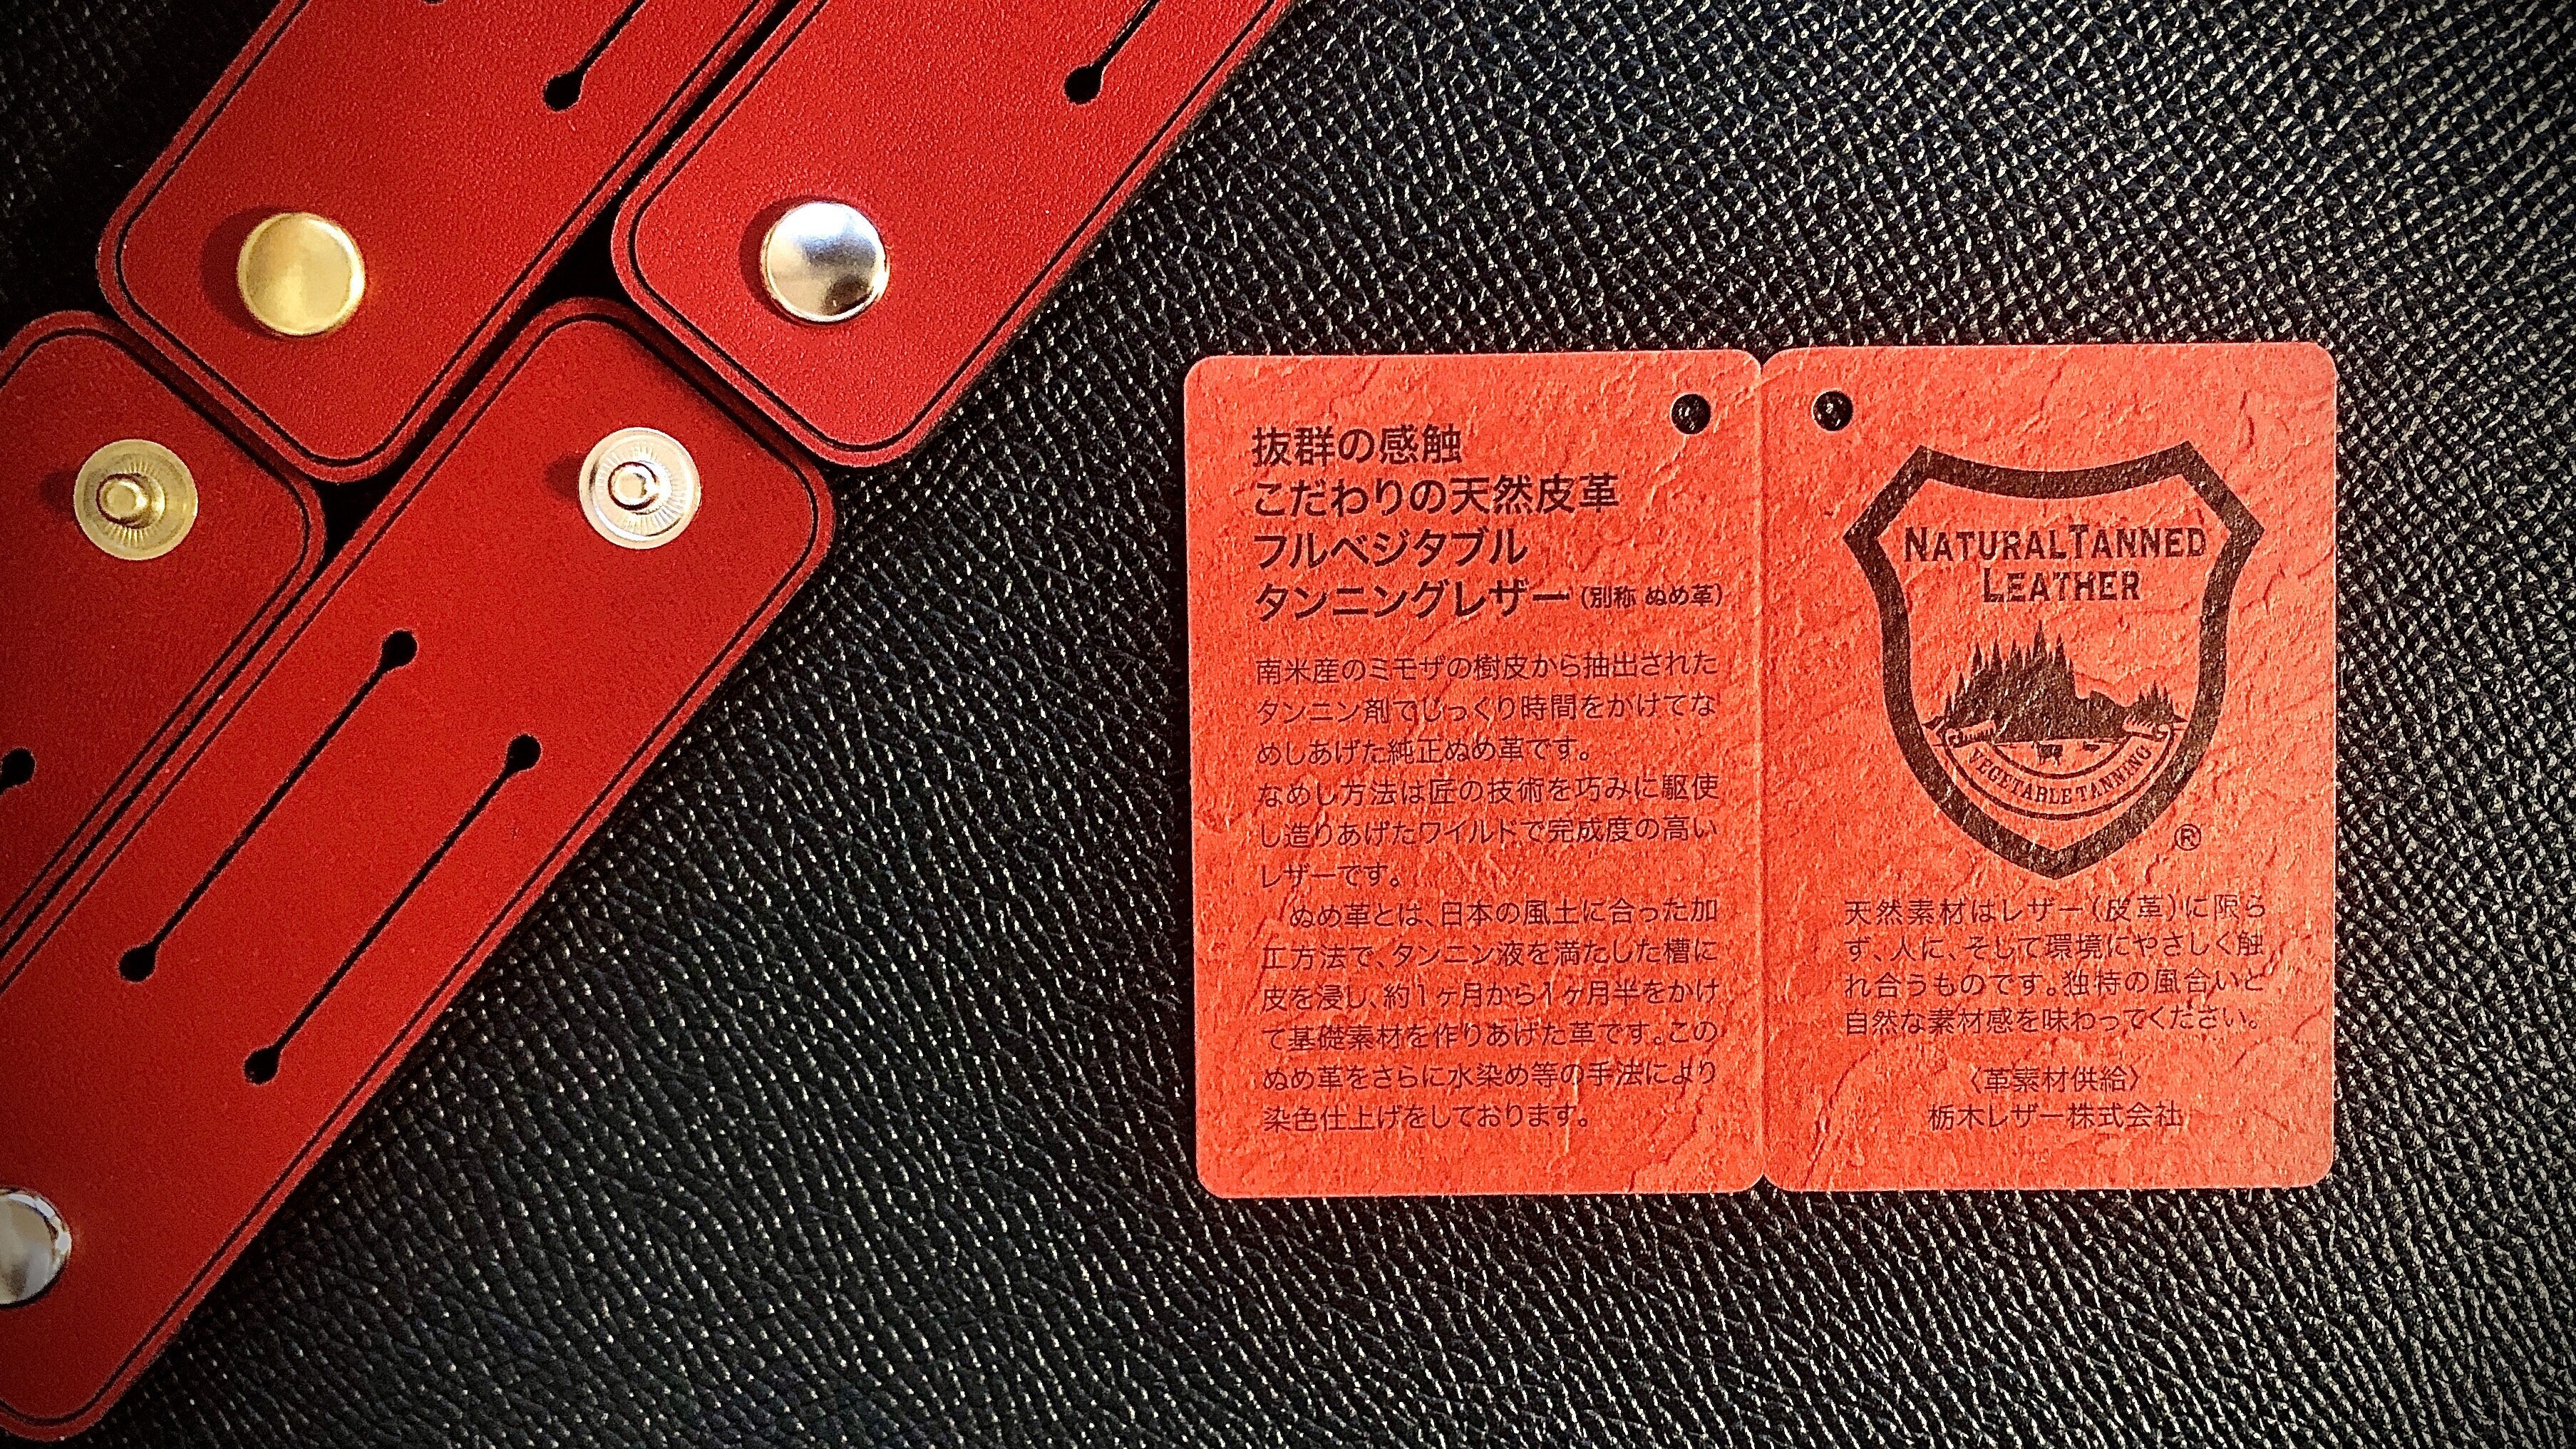 抜群の感触
こだわりの天然皮革
フルベジタブル
タンニングレザー（別称 ぬめ革）
南米産のミモザの樹皮から抽出された
タンニン剤でじっくり時間をかけてな
めしあげた純正ぬめ革です。
なめし方法は匠の技術を巧みに駆使
し造りあげたワイルドで完成度の高い
レザーです。
ぬめ革とは、日本の風土に合った加
工方法で、タンニン液を満たした槽に
皮を浸し、約1ヶ月から1ヶ月半をかけ
て基礎素材を作りあげた革です。この
ぬめ革をさらに水染め等の手法により
染色仕上げをしております。
NATURAL TANNED
LEATHER
VEGETABLE TANNING
®
天然素材はレザー（皮革）に限ら
ず、人に、そして環境にやさしく触
れ合うものです。独特の風合いと
自然な素材感を味わってください。
〈革素材供給〉
栃木レザー株式会社